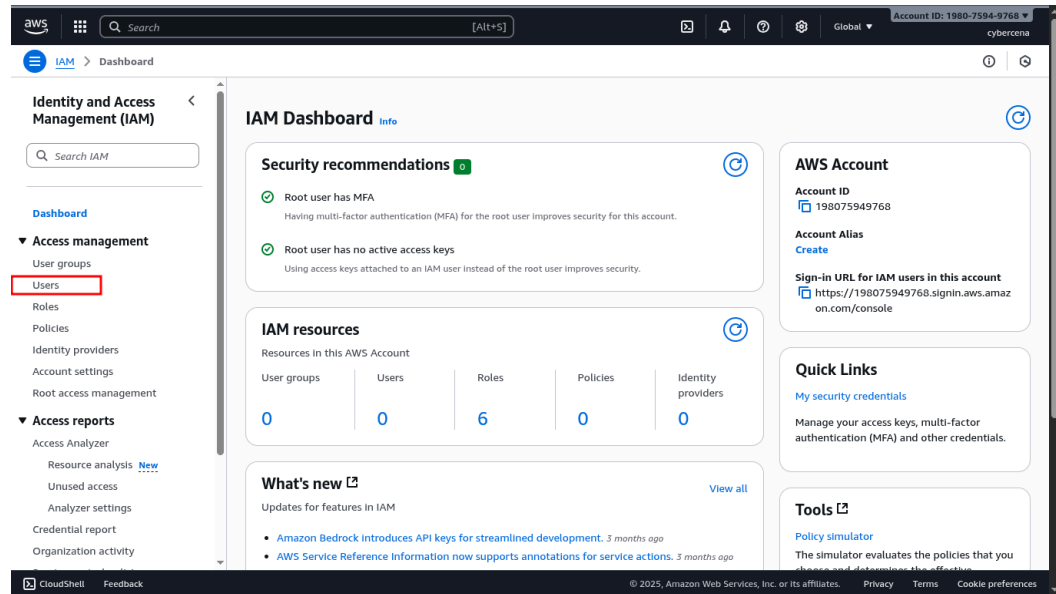 aws
Search [Alt+S]
Global ▼
Account ID: 1980-7594-9768 ▼
cybercena
IAM > Dashboard
Identity and Access
Management (IAM)
Search IAM
Dashboard
▼ Access management
User groups
Users
Roles
Policies
Identity providers
Account settings
Root access management
▼ Access reports
Access Analyzer
Resource analysis New
Unused access
Analyzer settings
Credential report
Organization activity
IAM Dashboard Info
Security recommendations 0
Root user has MFA
Having multi-factor authentication (MFA) for the root user improves security for this account.
Root user has no active access keys
Using access keys attached to an IAM user instead of the root user improves security.
IAM resources
Resources in this AWS Account
User groups
0
Users
0
Roles
6
Policies
0
Identity
providers
0
What's new
View all
Updates for features in IAM
• Amazon Bedrock introduces API keys for streamlined development. 3 months ago
• AWS Service Reference Information now supports annotations for service actions. 3 months ago
AWS Account
Account ID
198075949768
Account Alias
Create
Sign-in URL for IAM users in this account
https://198075949768.signin.aws.amaz
on.com/console
Quick Links
My security credentials
Manage your access keys, multi-factor
authentication (MFA) and other credentials.
Tools
Policy simulator
The simulator evaluates the policies that you
choose and determines the effective
CloudShell Feedback
© 2025, Amazon Web Services, Inc. or its affiliates. Privacy Terms Cookie preferences